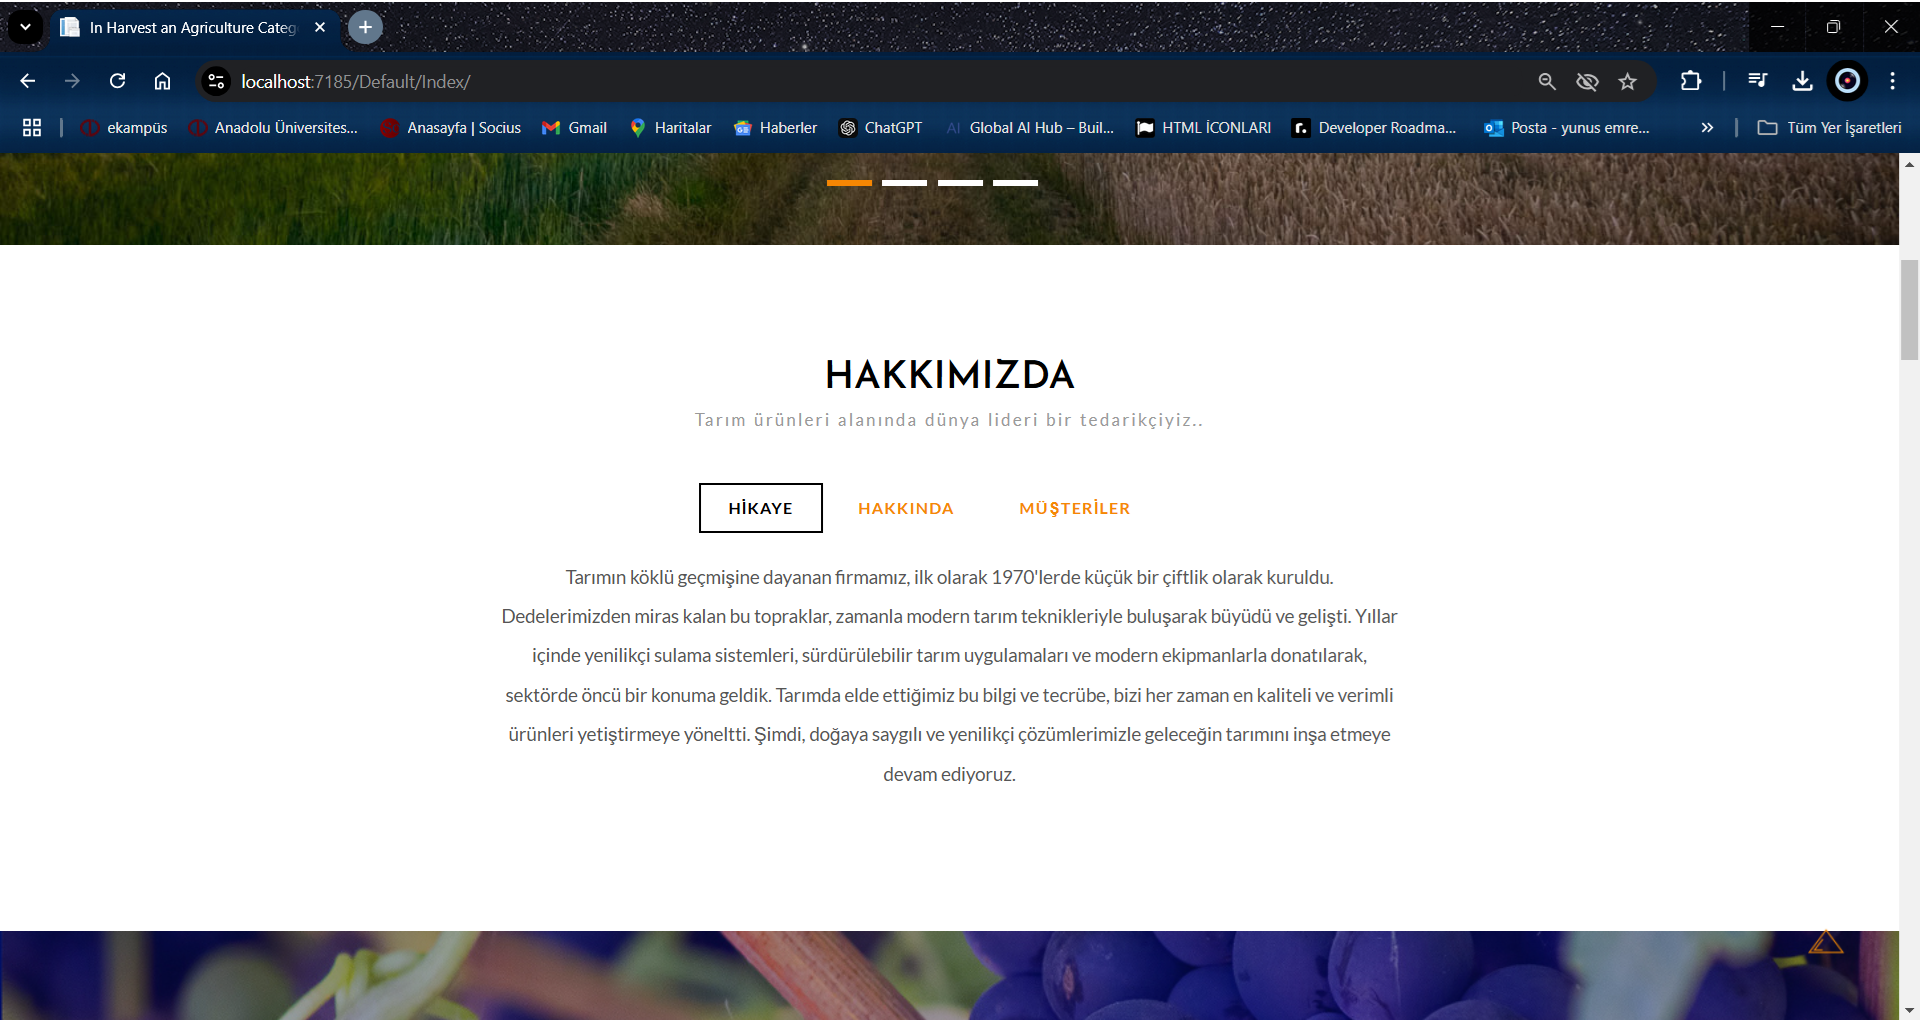 In Harvest an Agriculture Categ
localhost:7185/Default/Index/
ekampüs
Anadolu Üniversites...
Anasayfa | Socius
Gmail
Haritalar
Haberler
ChatGPT
AI Global AI Hub – Buil...
HTML İCONLARI
r. Developer Roadma...
Posta - yunus emre...
»
Tüm Yer İşaretleri
HAKKIMIZDA
Tarım ürünleri alanında dünya lideri bir tedarikçiyiz..
HİKAYE
HAKKINDA
MÜŞTERİLER
Tarımın köklü geçmişine dayanan firmamız, ilk olarak 1970'lerde küçük bir çiftlik olarak kuruldu.
Dedelerimizden miras kalan bu topraklar, zamanla modern tarım teknikleriyle buluşarak büyüdü ve gelişti. Yıllar
içinde yenilikçi sulama sistemleri, sürdürülebilir tarım uygulamaları ve modern ekipmanlarla donatılarak,
sektörde öncü bir konuma geldik. Tarımda elde ettiğimiz bu bilgi ve tecrübe, bizi her zaman en kaliteli ve verimli
ürünleri yetiştirmeye yöneltti. Şimdi, doğaya saygılı ve yenilikçi çözümlerimizle geleceğin tarımını inşa etmeye
devam ediyoruz.